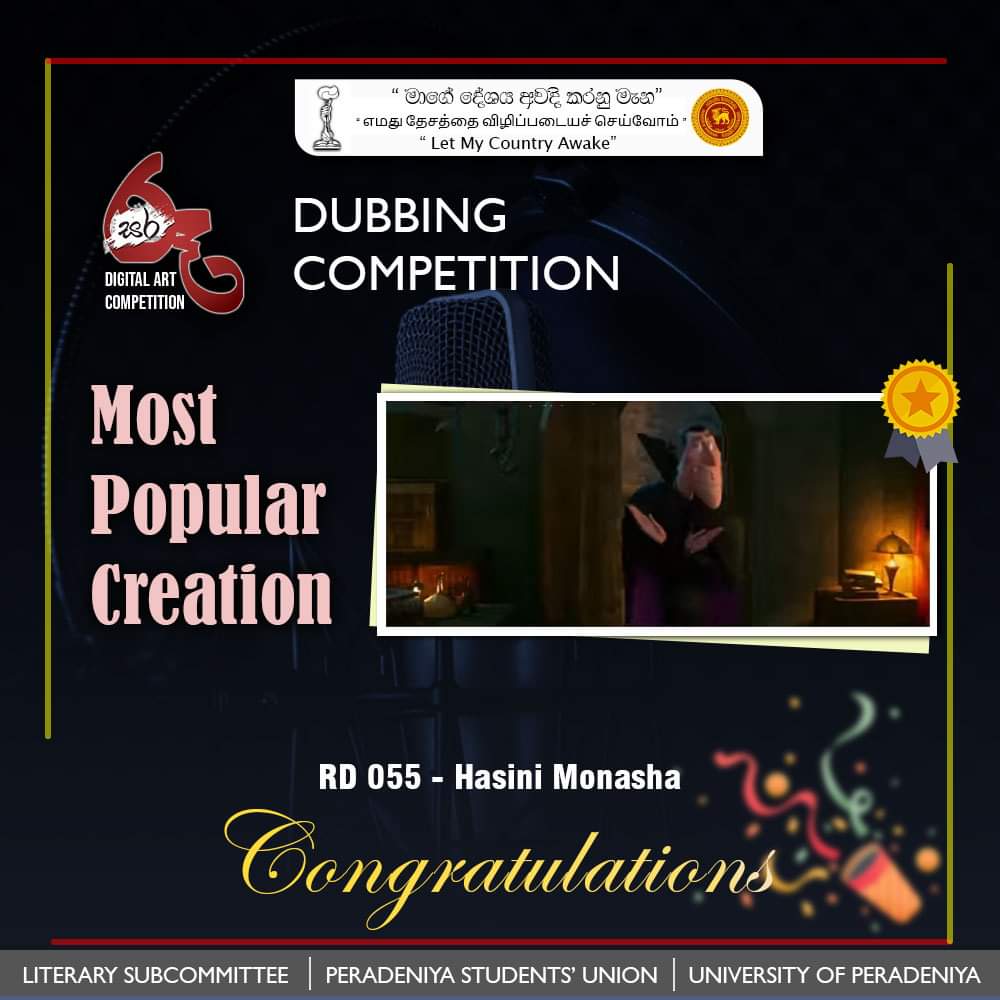 “ මාගේ දේශය අවදි කරනු මැන”
“ எமது தேசத்தை விழிப்படையச் செய்வோம் ”
“ Let My Country Awake”
සරු
DIGITAL ART
COMPETITION
DUBBING
COMPETITION
Most
Popular
Creation
RD 055 - Hasini Monasha
Congratulations
LITERARY SUBCOMMITTEE | PERADENIYA STUDENTS’ UNION | UNIVERSITY OF PERADENIYA